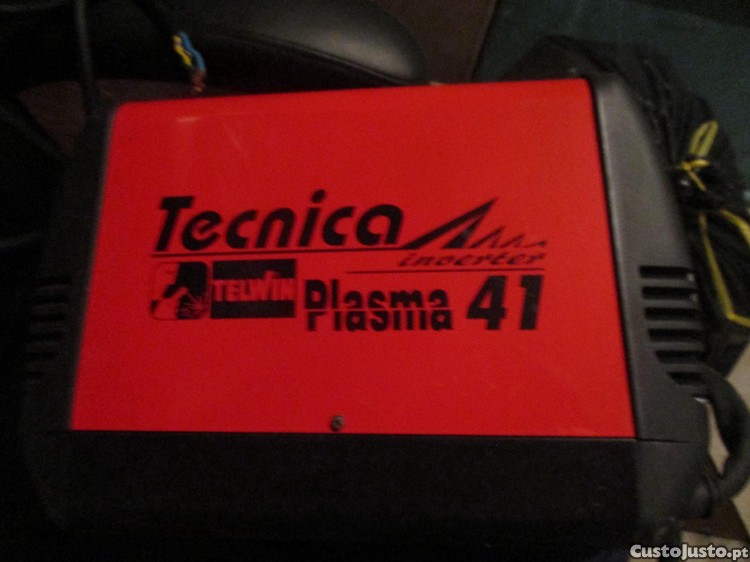 Tecnica
inverter
TELWIN Plasma 41
CustoJusto.pt